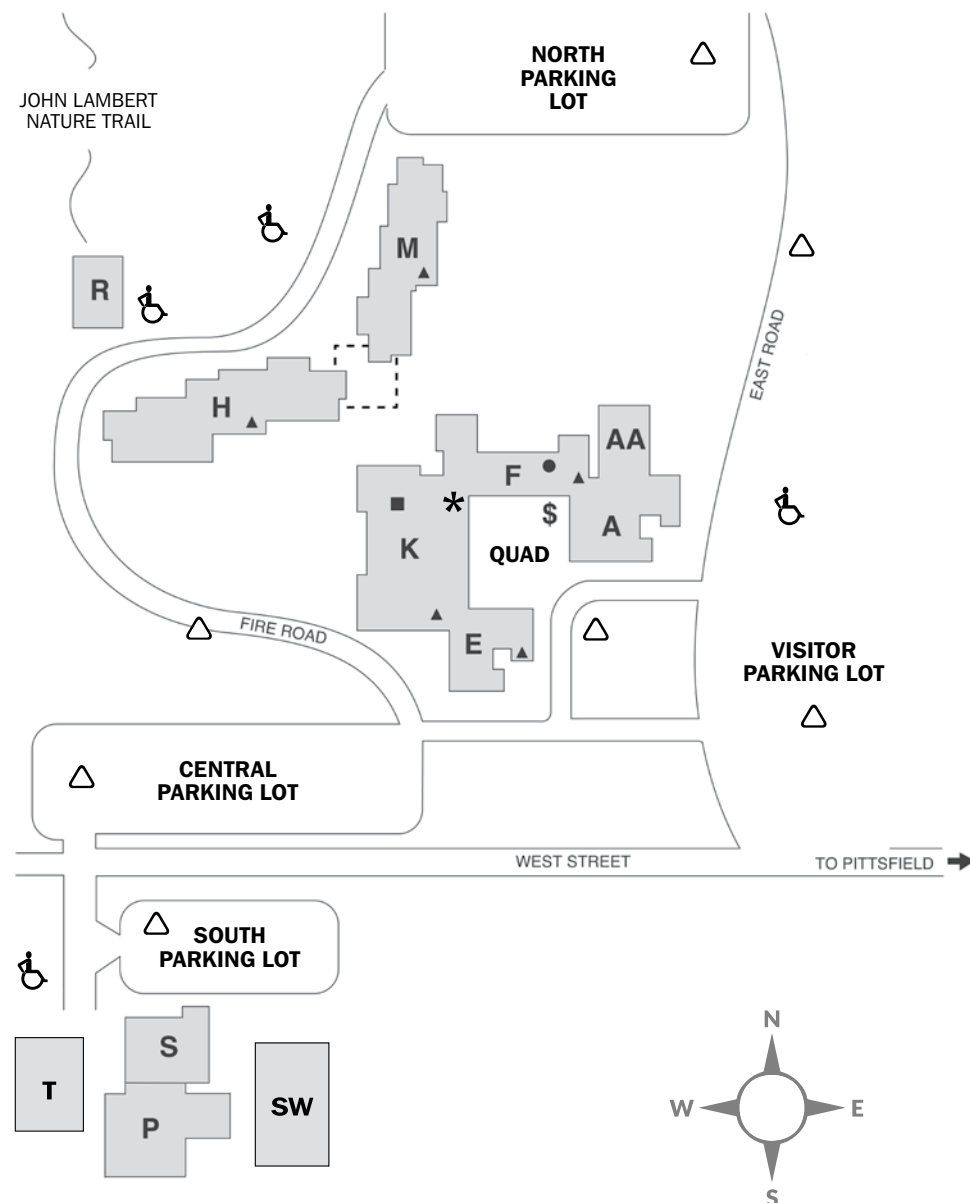 NORTH
PARKING
LOT
JOHN LAMBERT
NATURE TRAIL
M
R
EAST ROAD
H
AA
F
*
$
A
K
QUAD
FIRE ROAD
E
VISITOR
PARKING LOT
CENTRAL
PARKING LOT
WEST STREET
TO PITTSFIELD
SOUTH
PARKING LOT
N
S
T
SW
W
E
P
S